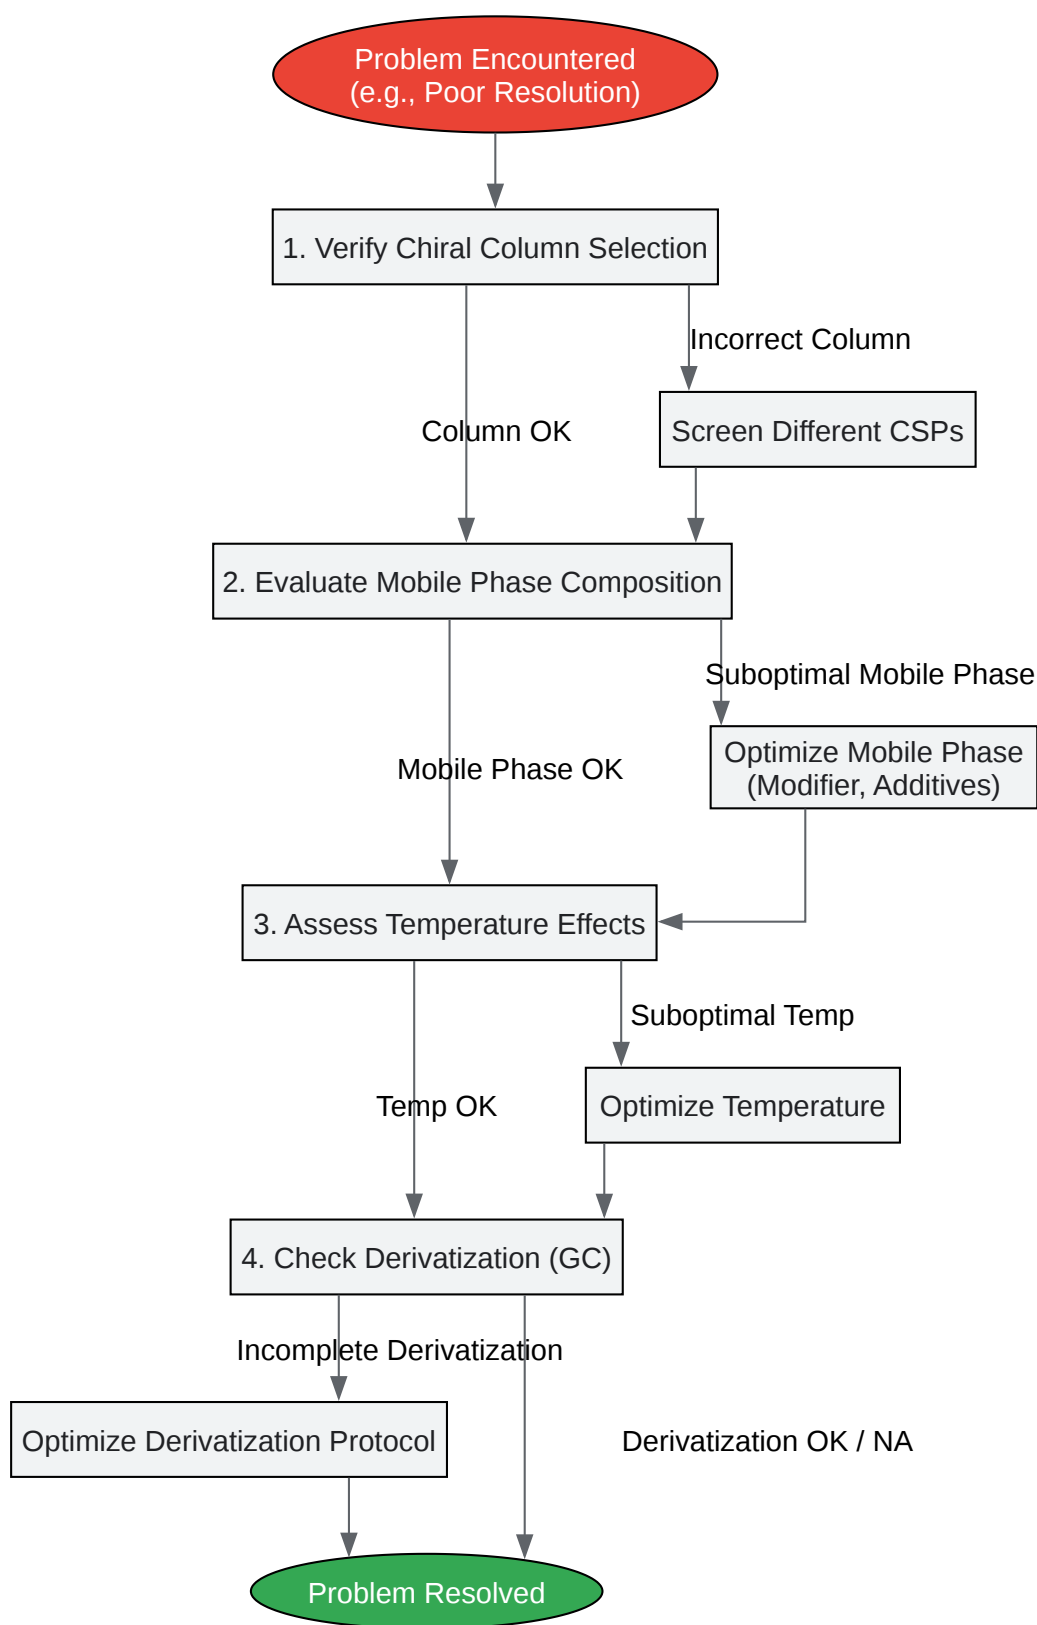 Problem Encountered
(e.g., Poor Resolution)
1. Verify Chiral Column Selection
Incorrect Column
Column OK
Screen Different CSPs
2. Evaluate Mobile Phase Composition
Suboptimal Mobile Phase
Mobile Phase OK
Optimize Mobile Phase
(Modifier, Additives)
3. Assess Temperature Effects
Suboptimal Temp
Temp OK
Optimize Temperature
4. Check Derivatization (GC)
Incomplete Derivatization
Optimize Derivatization Protocol
Derivatization OK / NA
Problem Resolved